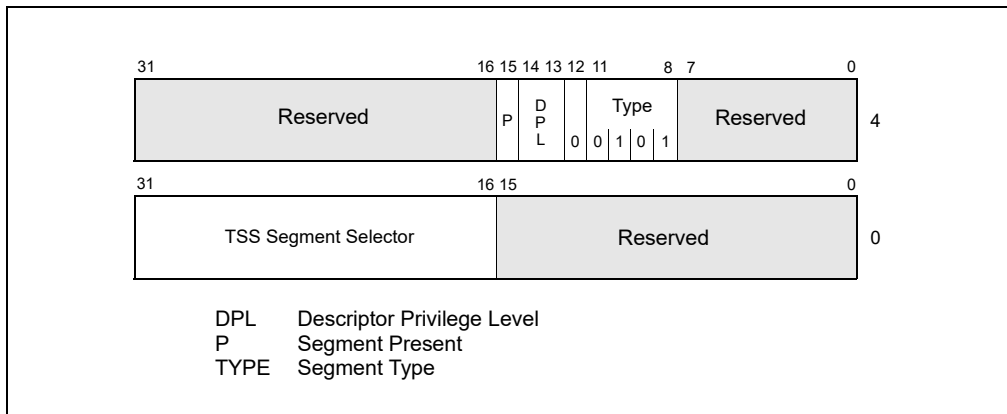 31 16 15 14 13 12 11 8 7 0
Reserved P DPL 0 Type 0 1 0 1 Reserved 4
31 16 15 0
TSS Segment Selector Reserved 0
DPL Descriptor Privilege Level
P Segment Present
TYPE Segment Type